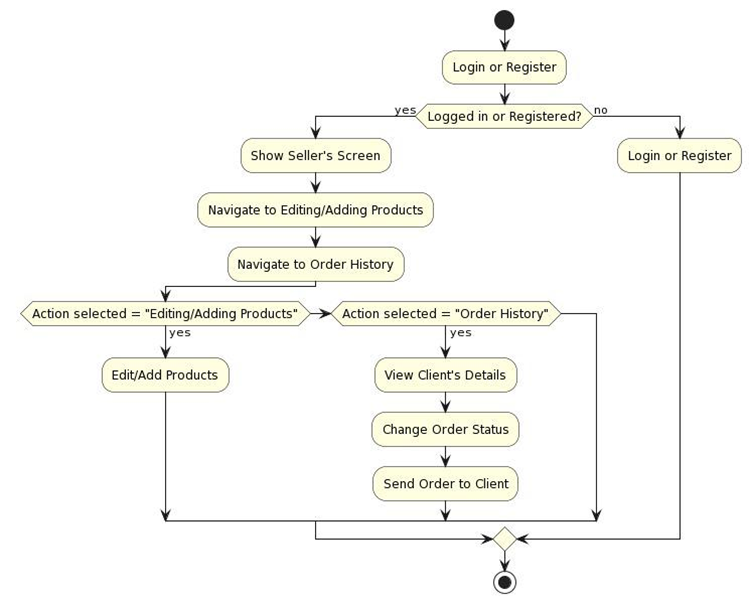 Login or Register
yes
Logged in or Registered?
no
Show Seller's Screen
Login or Register
Navigate to Editing/Adding Products
Navigate to Order History
Action selected = "Editing/Adding Products"
Action selected = "Order History"
yes
yes
Edit/Add Products
View Client's Details
Change Order Status
Send Order to Client